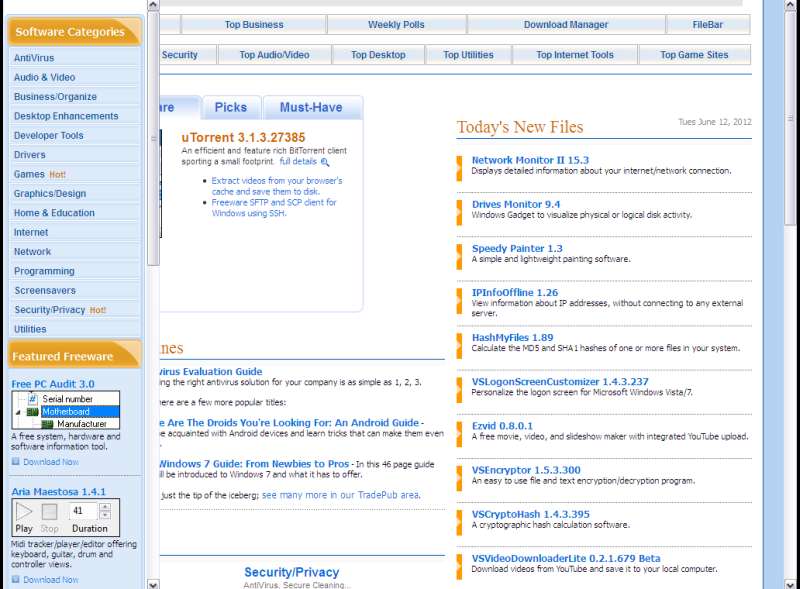 Top Business
Weekly Polls
Download Manager
FileBar
Security
Top Audio/Video
Top Desktop
Top Utilities
Top Internet Tools
Top Game Sites
Software Categories
AntiVirus
Audio & Video
Business/Organize
Desktop Enhancements
Developer Tools
Drivers
Games Hot!
Graphics/Design
Home & Education
Internet
Network
Programming
Screensavers
Security/Privacy Hot!
Utilities
Featured Freeware
Free PC Audit 3.0
Serial number
Motherboard
Manufacturer
A free system, hardware and
software information tool.
Download Now
Aria Maestosa 1.4.1
41
Play Stop Duration
Midi tracker/player/editor offering
keyboard, guitar, drum and
controller views.
Download Now
are
Picks
Must-Have
uTorrent 3.1.3.27385
An efficient and feature rich BitTorrent client
sporting a small footprint. full details
Extract videos from your browser's
cache and save them to disk.
Freeware SFTP and SCP client for
Windows using SSH.
ines
virus Evaluation Guide
ing the right antivirus solution for your company is as simple as 1, 2, 3.
here are a few more popular titles:
e Are The Droids You're Looking For: An Android Guide -
e acquainted with Android devices and learn tricks that can make them even
Windows 7 Guide: From Newbies to Pros - In this 46 page guide
ll be introduced to Windows 7 and what it has to offer.
just the tip of the iceberg; see many more in our TradePub area.
Security/Privacy
AntiVirus, Secure Cleaning...
Today's New Files
Tues June 12, 2012
Network Monitor II 15.3
Displays detailed information about your internet/network connection.
Drives Monitor 9.4
Windows Gadget to visualize physical or logical disk activity.
Speedy Painter 1.3
A simple and lightweight painting software.
IPInfoOffline 1.26
View information about IP addresses, without connecting to any external
server.
HashMyFiles 1.89
Calculate the MD5 and SHA1 hashes of one or more files in your system.
VSLogonScreenCustomizer 1.4.3.237
Personalize the logon screen for Microsoft Windows Vista/7.
Ezvid 0.8.0.1
A free movie, video, and slideshow maker with integrated YouTube upload.
VSEncryptor 1.5.3.300
An easy to use file and text encryption/decryption program.
VSCryptoHash 1.4.3.395
A cryptographic hash calculation software.
VSVideoDownloaderLite 0.2.1.679 Beta
Download videos from YouTube and save it to your local computer.